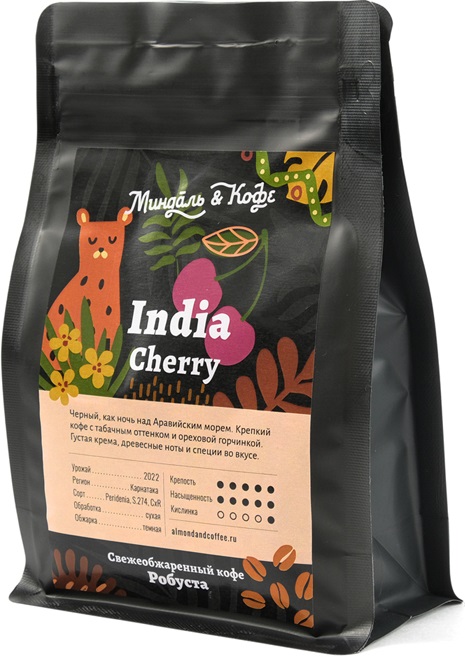 Миндаль & Кофе
India
Cherry
Черный, как ночь над Аравийским морем. Крепкий
кофе с табачным оттенком и ореховой горчинкой.
Густая крема, древесные ноты и специи во вкусе.
Урожай 2022
Регион Карнатака
Сорт Peridenia, S.274, CxR
Обработка сухая
Обжарка темная
Крепость
Насыщенность
Кислинка
almondandcoffee.ru
Свежеобжаренный кофе
Робуста